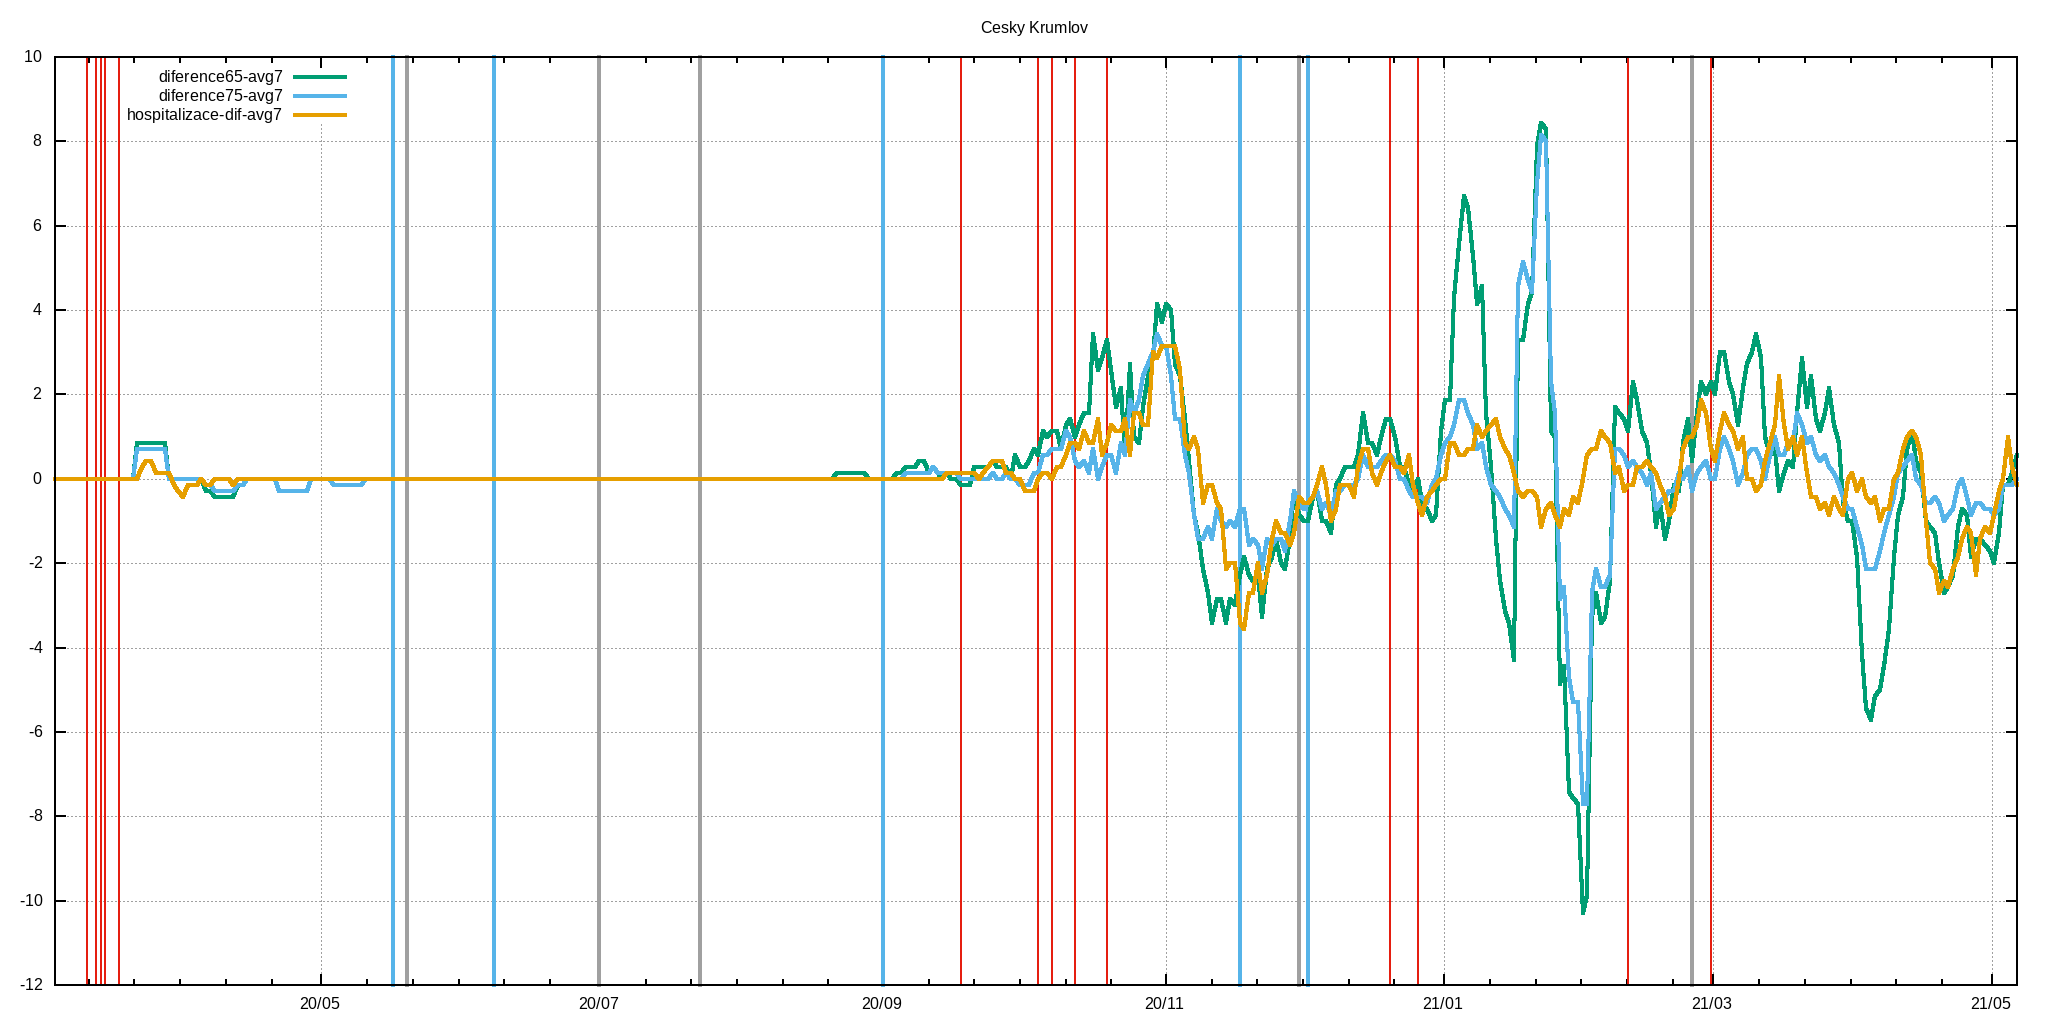 Cesky Krumlov
10
8
6
4
2
0
-2
-4
-6
-8
-10
-12
diference65-avg7
diference75-avg7
hospitalizace-dif-avg7
20/05 20/07 20/09 20/11 21/01 21/03 21/05